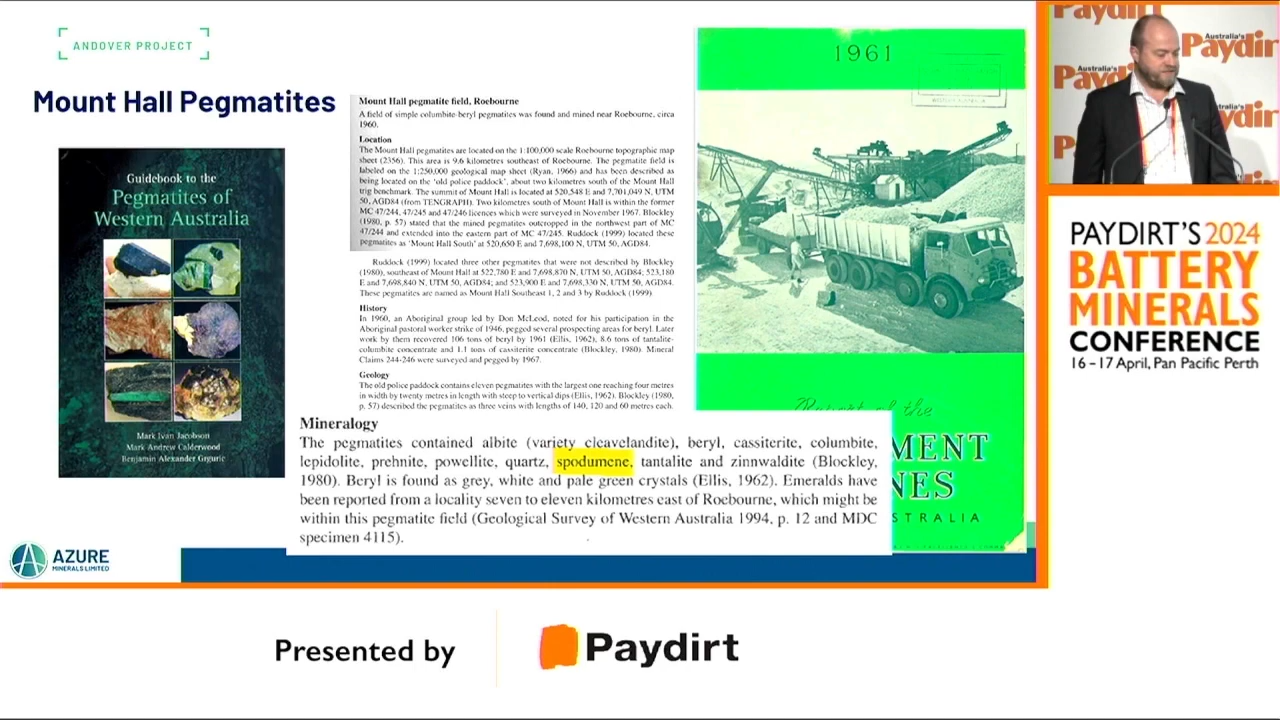 ANDOVER PROJECT
Mount Hall Pegmatites
Guidebook to the
Pegmatites of
Western Australia
Mark Ivan Jacobson
Mark Andrew Calderwood
Benjamin Alexander Grguric
Mount Hall pegmatite field, Roebourne
A field of simple columbite-beryl pegmatites was found and mined near Roebourne, circa
1960.
Location
The Mount Hall pegmatites are located on the 1:100,000 scale Roebourne topographic map
sheet (2356). This area is 9.6 kilometres southeast of Roebourne. The pegmatite field is
labeled on the 1:250,000 geological map sheet (Ryan, 1966) and has been described as
being located on the 'old police paddock', about two kilometres south of the Mount Hall
trig benchmark. The summit of Mount Hall is located at 520,548 E and 7,701,049 N, UTM
50, AGD84 (from TENGRAPH). Two kilometres south of Mount Hall is within the former
MC 47/244, 47/245 and 47/246 licences which were surveyed in November 1967. Blockley
(1980, p. 57) stated that the mined pegmatites outcropped in the northwest part of MC
47/244 and extended into the eastern part of MC 47/245. Ruddock (1999) located these
pegmatites as 'Mount Hall South' at 520,650 E and 7,698,100 N, UTM 50, AGD84.
Ruddock (1999) located three other pegmatites that were not described by Blockley
(1980), southeast of Mount Hall at 522,780 E and 7,698,870 N, UTM 50, AGD84; 523,180
E and 7,698,840 N, UTM 50, AGD84; and 523,900 E and 7,698,330 N, UTM 50, AGD84.
These pegmatites are named as Mount Hall Southeast 1, 2 and 3 by Ruddock (1999).
History
In 1960, an Aboriginal group led by Don McLeod, noted for his participation in the
Aboriginal pastoral worker strike of 1946, pegged several prospecting areas for beryl. Later
work by them recovered 106 tons of beryl by 1961 (Ellis, 1962), 8.6 tons of tantalite-
columbite concentrate and 1.1 tons of cassiterite concentrate (Blockley, 1980). Mineral
Claims 244-246 were surveyed and pegged by 1967.
Geology
The old police paddock contains eleven pegmatites with the largest one reaching four metres
in width by twenty metres in length with steep to vertical dips (Ellis, 1962). Blockley (1980,
p. 57) described the pegmatites as three veins with lengths of 140, 120 and 60 metres each.
Mineralogy
The pegmatites contained albite (variety cleavelandite), beryl, cassiterite, columbite,
lepidolite, prehnite, powellite, quartz, spodumene, tantalite and zinnwaldite (Blockley,
1980). Beryl is found as grey, white and pale green crystals (Ellis, 1962). Emeralds have
been reported from a locality seven to eleven kilometres east of Roebourne, which might be
within this pegmatite field (Geological Survey of Western Australia 1994, p. 12 and MDC
specimen 4115).
1961
Report of the
MENT
NES
STRALIA
AZURE
MINERALS LIMITED
Paydirt
Australia's
Paydir
Australia's
Payd
ustralia's
aydir
PAYDIRT'S 2024
BATTERY
MINERALS
CONFERENCE
16 – 17 April, Pan Pacific Perth
Presented by
Paydirt